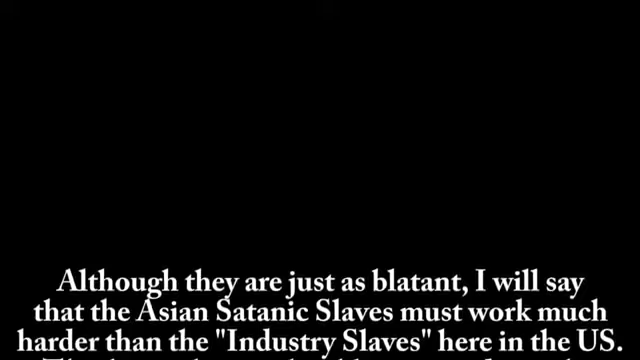 Although they are just as blatant, I will say
that the Asian Satanic Slaves must work much
harder than the "Industry Slaves" here in the US.